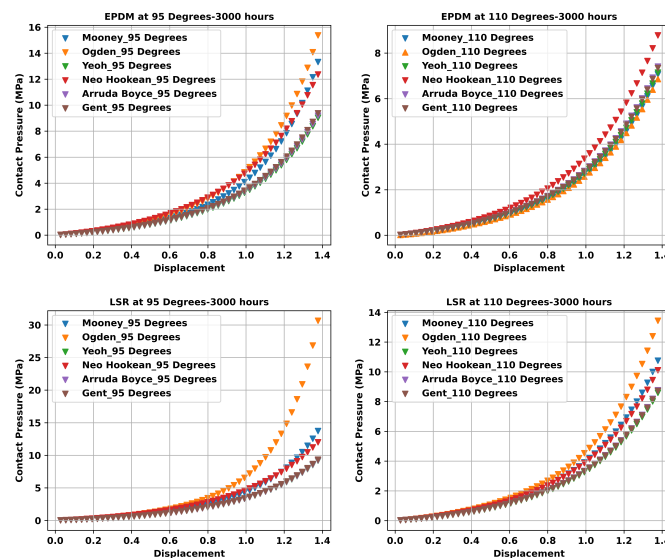 EPDM at 95 Degrees-3000 hours
Contact Pressure (MPa)
16
14
12
10
8
6
4
2
0
Mooney_95 Degrees
Ogden_95 Degrees
Yeoh_95 Degrees
Neo Hookean_95 Degrees
Arruda Boyce_95 Degrees
Gent_95 Degrees
0.0 0.2 0.4 0.6 0.8 1.0 1.2 1.4
Displacement
EPDM at 110 Degrees-3000 hours
Contact Pressure (MPa)
8
6
4
2
0
Mooney_110 Degrees
Ogden_110 Degrees
Yeoh_110 Degrees
Neo Hookean_110 Degrees
Arruda Boyce_110 Degrees
Gent_110 Degrees
0.0 0.2 0.4 0.6 0.8 1.0 1.2 1.4
Displacement
LSR at 95 Degrees-3000 hours
Contact Pressure (MPa)
30
25
20
15
10
5
0
Mooney_95 Degrees
Ogden_95 Degrees
Yeoh_95 Degrees
Neo Hookean_95 Degrees
Arruda Boyce_95 Degrees
Gent_95 Degrees
0.0 0.2 0.4 0.6 0.8 1.0 1.2 1.4
Displacement
LSR at 110 Degrees-3000 hours
Contact Pressure (MPa)
14
12
10
8
6
4
2
0
Mooney_110 Degrees
Ogden_110 Degrees
Yeoh_110 Degrees
Neo Hookean_110 Degrees
Arruda Boyce_110 Degrees
Gent_110 Degrees
0.0 0.2 0.4 0.6 0.8 1.0 1.2 1.4
Displacement